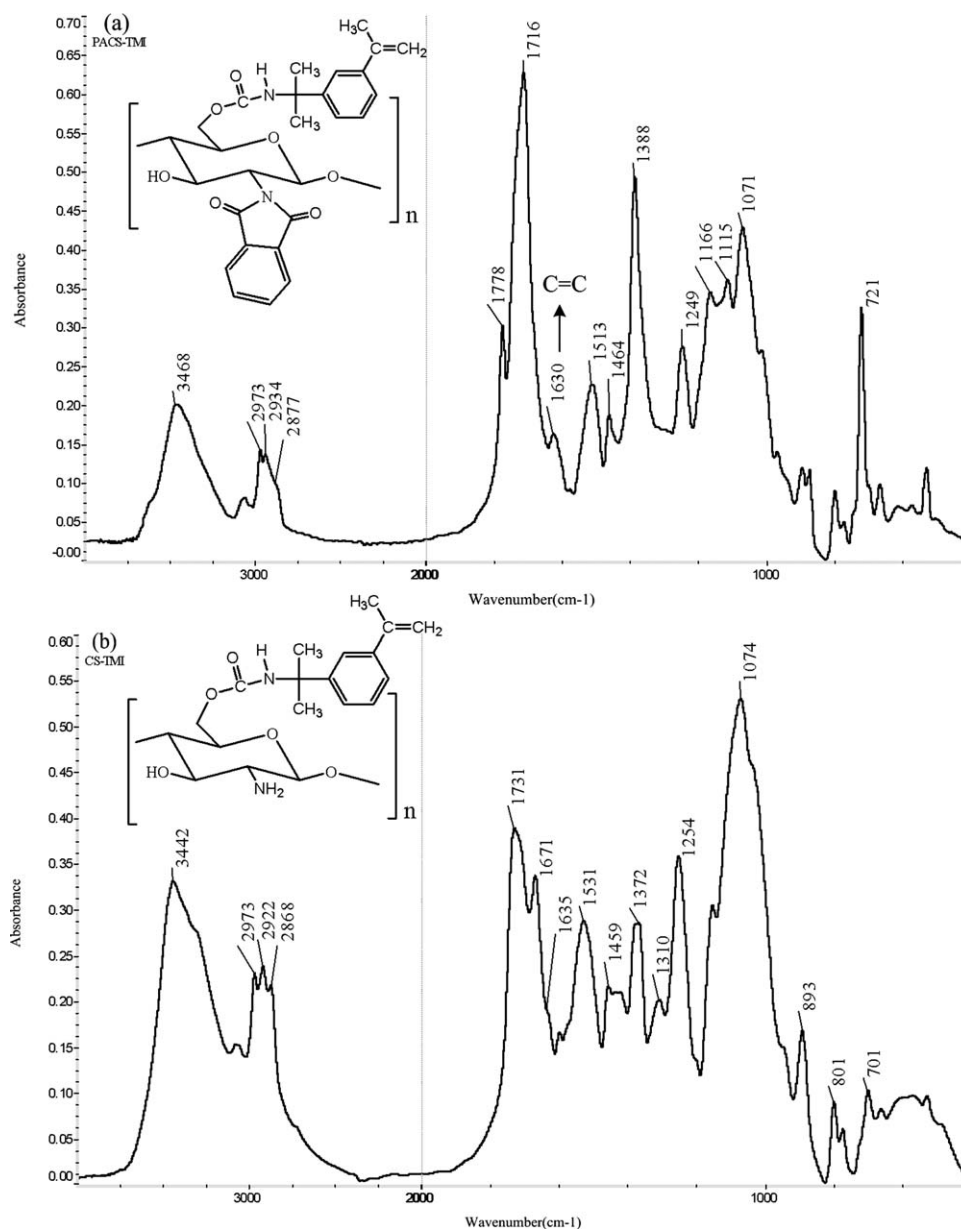 (a)
PACS-TMI
CH₃
C=CH₂
O
H
CH₃
O-C-N
CH₃
O
HO
O
N
O
O
n
0.70
0.65
0.60
0.55
0.50
0.45
0.40
0.35
0.30
0.25
0.20
0.15
0.10
0.05
-0.00
Absorbance
3468
2973
2934
2877
1778
1716
1630
C=C
1513
1464
1388
1249
1166
1115
1071
721
3000
2000
1000
Wavenumber(cm-1)
(b)
CS-TMI
H₃C
C=CH₂
O
H
CH₃
O-C-N
CH₃
O
HO
O
NH₂
n
0.60
0.55
0.50
0.45
0.40
0.35
0.30
0.25
0.20
0.15
0.10
0.05
0.00
Absorbance
3442
2973
2922
2868
1731
1671
1635
1531
1459
1372
1310
1254
1074
893
801
701
3000
2000
1000
Wavenumber(cm-1)